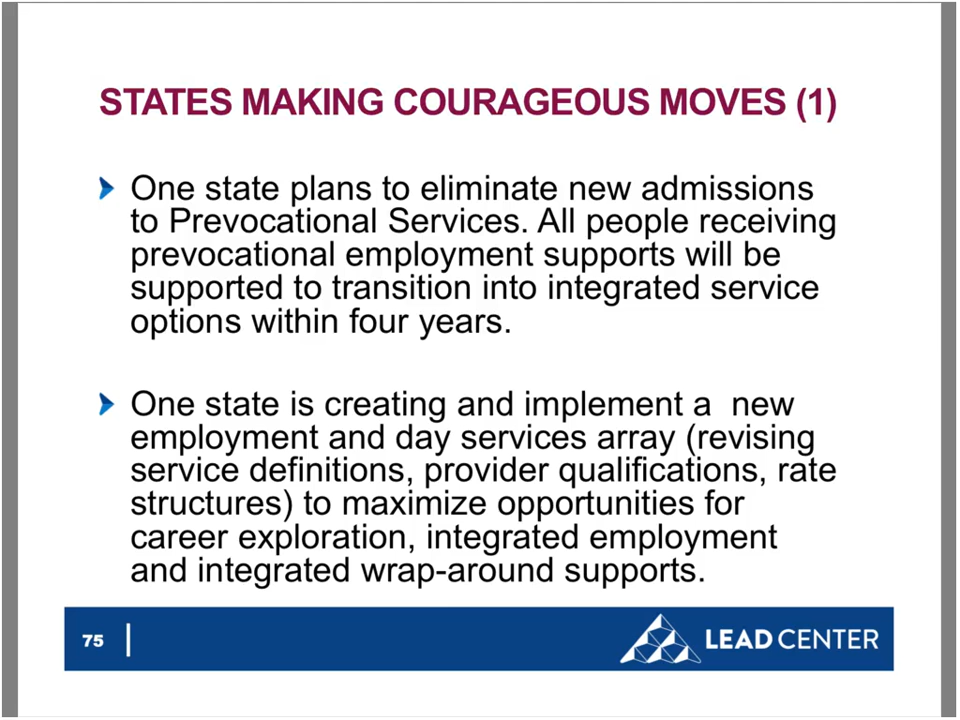 STATES MAKING COURAGEOUS MOVES (1)
One state plans to eliminate new admissions
to Prevocational Services. All people receiving
prevocational employment supports will be
supported to transition into integrated service
options within four years.
One state is creating and implement a  new
employment and day services array (revising
service definitions, provider qualifications, rate
structures) to maximize opportunities for
career exploration, integrated employment
and integrated wrap-around supports.
75
LEAD CENTER